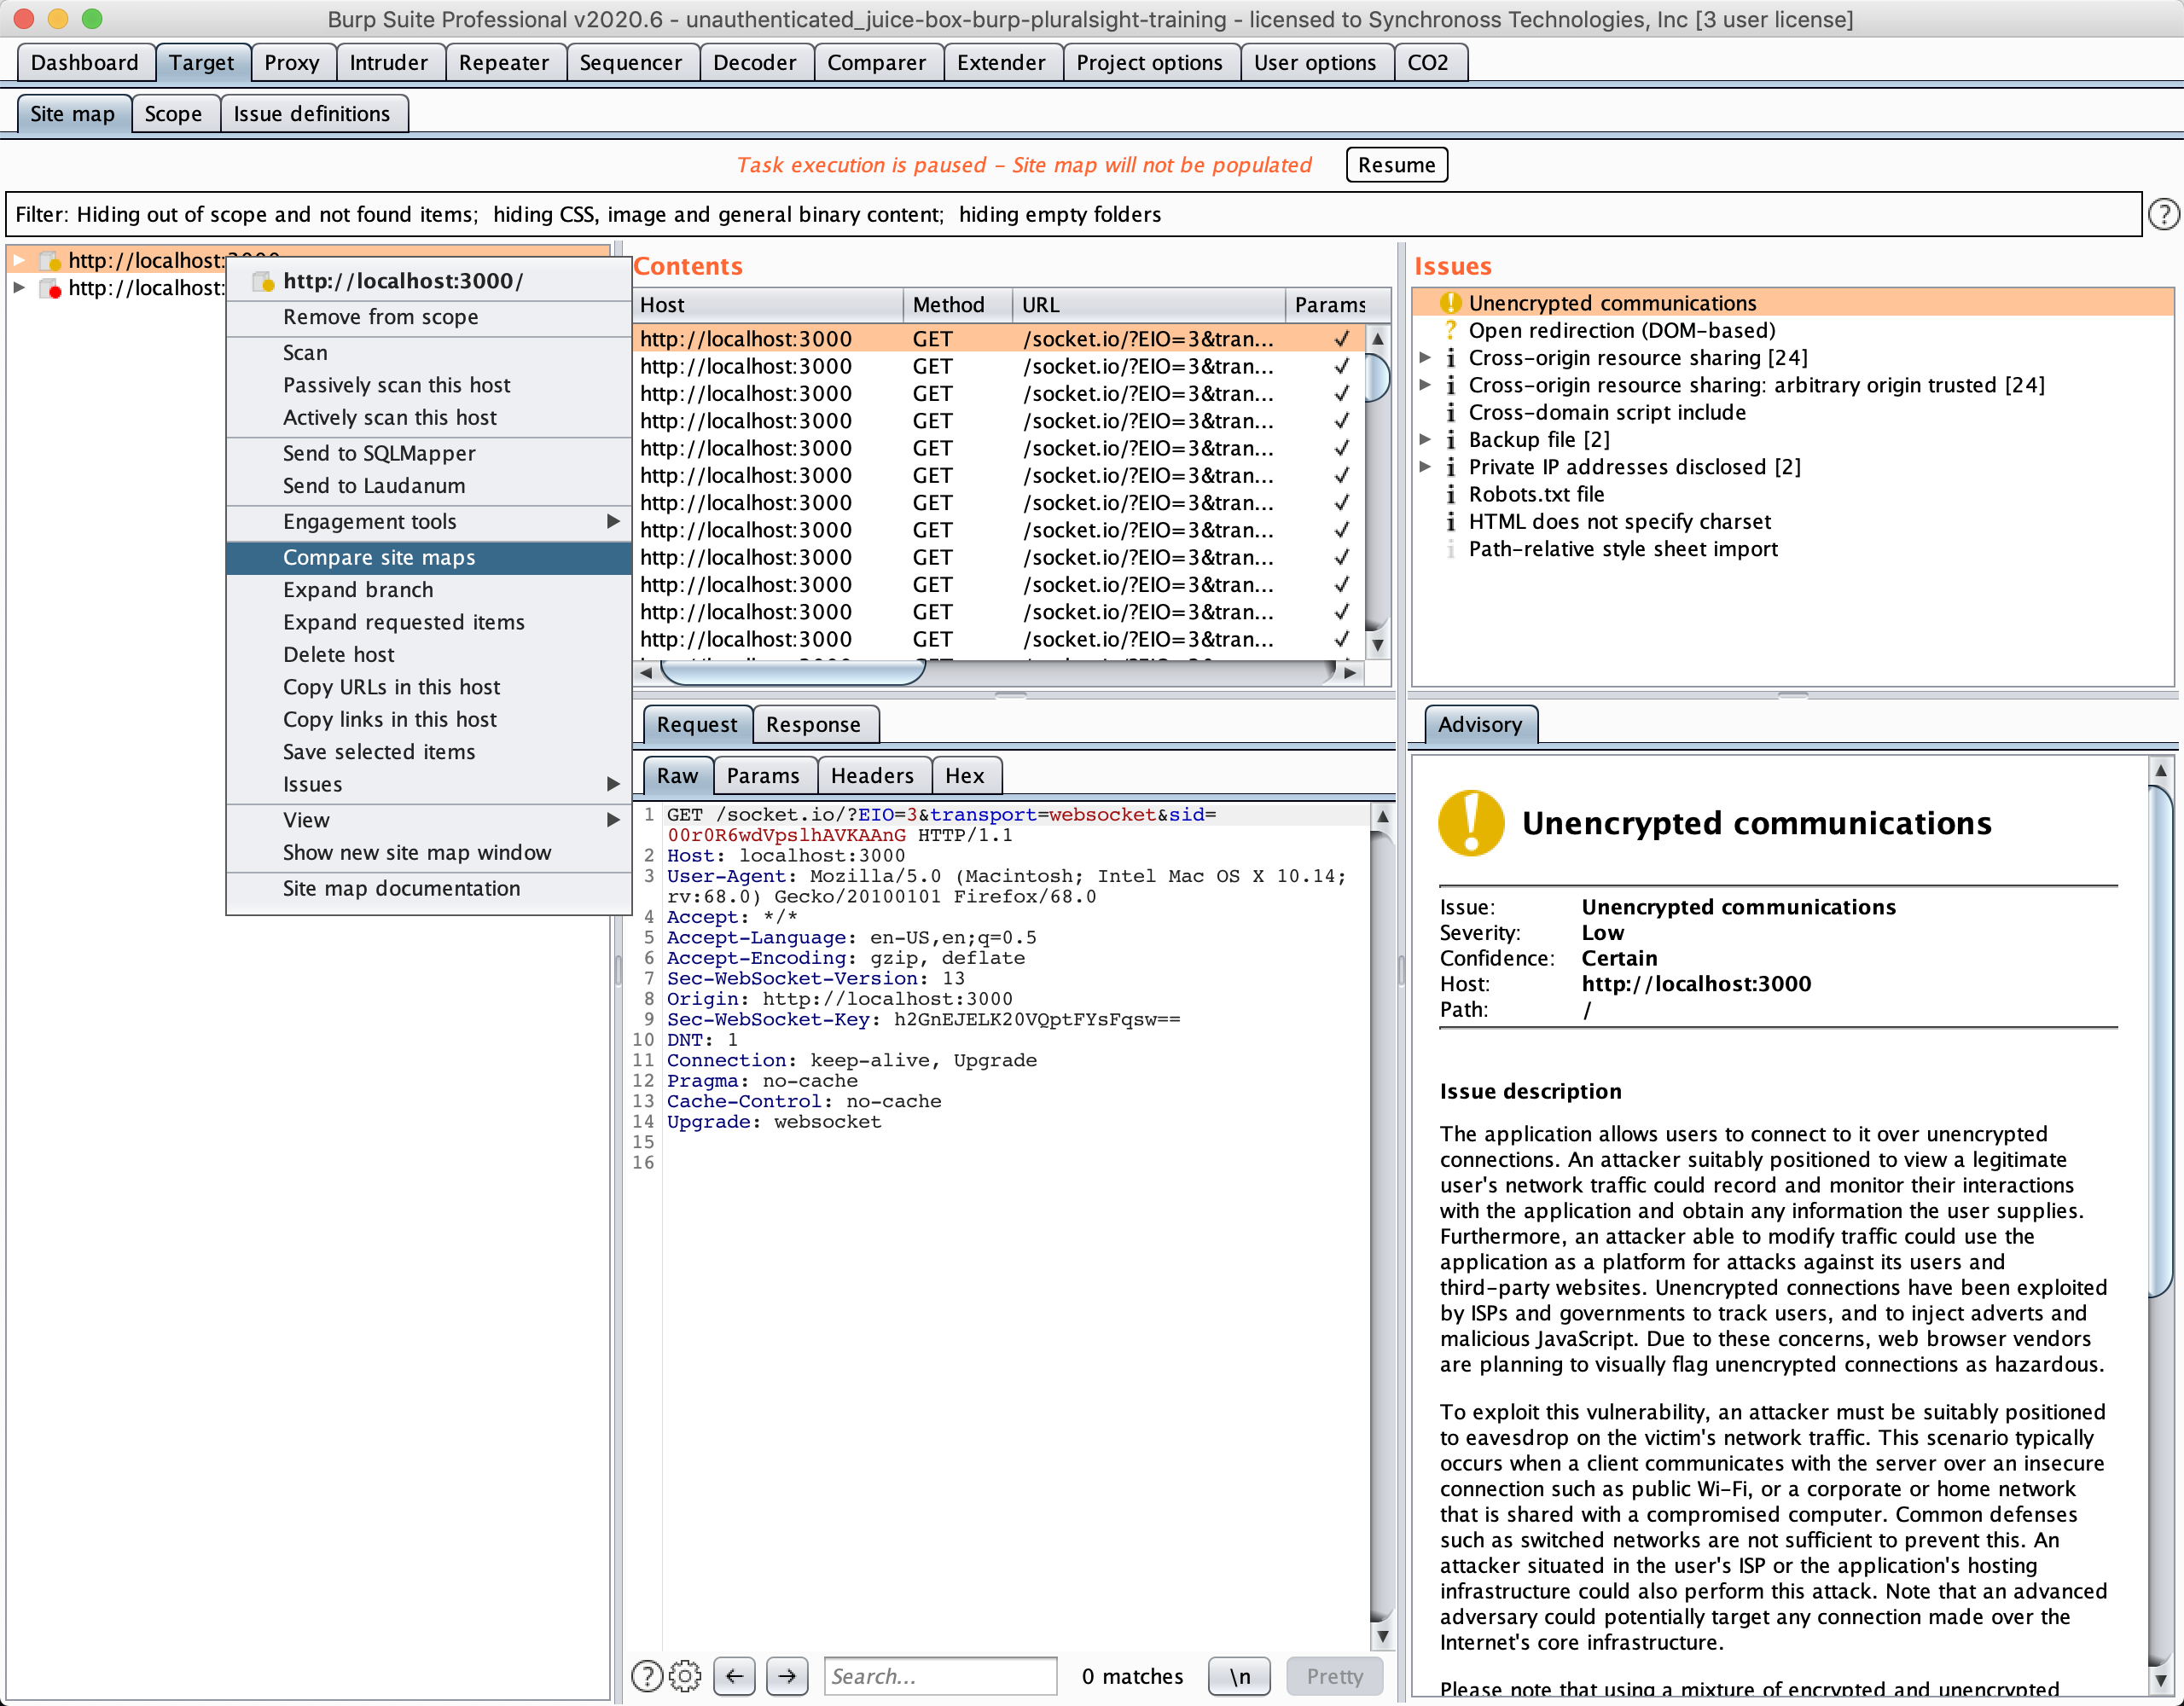 Burp Suite Professional v2020.6 - unauthenticated_juice-box-burp-pluralsight-training - licensed to Synchronoss Technologies, Inc [3 user license]
Dashboard Target Proxy Intruder Repeater Sequencer Decoder Comparer Extender Project options User options CO2
Site map Scope Issue definitions
Task execution is paused - Site map will not be populated Resume
Filter: Hiding out of scope and not found items; hiding CSS, image and general binary content; hiding empty folders ?
http://localhost:3000
http://localhost:
http://localhost:3000/
Remove from scope
Scan
Passively scan this host
Actively scan this host
Send to SQLMapper
Send to Laudanum
Engagement tools
Compare site maps
Expand branch
Expand requested items
Delete host
Copy URLs in this host
Copy links in this host
Save selected items
Issues
View
Show new site map window
Site map documentation
Contents
Host Method URL Params
http://localhost:3000 GET /socket.io/?EIO=3&tran... ✓
http://localhost:3000 GET /socket.io/?EIO=3&tran... ✓
http://localhost:3000 GET /socket.io/?EIO=3&tran... ✓
http://localhost:3000 GET /socket.io/?EIO=3&tran... ✓
http://localhost:3000 GET /socket.io/?EIO=3&tran... ✓
http://localhost:3000 GET /socket.io/?EIO=3&tran... ✓
http://localhost:3000 GET /socket.io/?EIO=3&tran... ✓
http://localhost:3000 GET /socket.io/?EIO=3&tran... ✓
http://localhost:3000 GET /socket.io/?EIO=3&tran... ✓
http://localhost:3000 GET /socket.io/?EIO=3&tran... ✓
http://localhost:3000 GET /socket.io/?EIO=3&tran... ✓
http://localhost:3000 GET /socket.io/?EIO=3&tran... ✓
Request Response
Raw Params Headers Hex
1 GET /socket.io/?EIO=3&transport=websocket&sid=
00r0R6wdVpslhAVKAAnG HTTP/1.1
2 Host: localhost:3000
3 User-Agent: Mozilla/5.0 (Macintosh; Intel Mac OS X 10.14;
rv:68.0) Gecko/20100101 Firefox/68.0
4 Accept: */*
5 Accept-Language: en-US,en;q=0.5
6 Accept-Encoding: gzip, deflate
7 Sec-WebSocket-Version: 13
8 Origin: http://localhost:3000
9 Sec-WebSocket-Key: h2GnEJELK20VQptFYsFqsw==
10 DNT: 1
11 Connection: keep-alive, Upgrade
12 Pragma: no-cache
13 Cache-Control: no-cache
14 Upgrade: websocket
15
16
? ← → Search... 0 matches \n Pretty
Issues
Unencrypted communications
? Open redirection (DOM-based)
i Cross-origin resource sharing [24]
i Cross-origin resource sharing: arbitrary origin trusted [24]
i Cross-domain script include
i Backup file [2]
i Private IP addresses disclosed [2]
i Robots.txt file
i HTML does not specify charset
i Path-relative style sheet import
Advisory
Unencrypted communications
Issue: Unencrypted communications
Severity: Low
Confidence: Certain
Host: http://localhost:3000
Path: /
Issue description
The application allows users to connect to it over unencrypted
connections. An attacker suitably positioned to view a legitimate
user's network traffic could record and monitor their interactions
with the application and obtain any information the user supplies.
Furthermore, an attacker able to modify traffic could use the
application as a platform for attacks against its users and
third-party websites. Unencrypted connections have been exploited
by ISPs and governments to track users, and to inject adverts and
malicious JavaScript. Due to these concerns, web browser vendors
are planning to visually flag unencrypted connections as hazardous.
To exploit this vulnerability, an attacker must be suitably positioned
to eavesdrop on the victim's network traffic. This scenario typically
occurs when a client communicates with the server over an insecure
connection such as public Wi-Fi, or a corporate or home network
that is shared with a compromised computer. Common defenses
such as switched networks are not sufficient to prevent this. An
attacker situated in the user's ISP or the application's hosting
infrastructure could also perform this attack. Note that an advanced
adversary could potentially target any connection made over the
Internet's core infrastructure.
Please note that using a mixture of encrypted and unencrypted